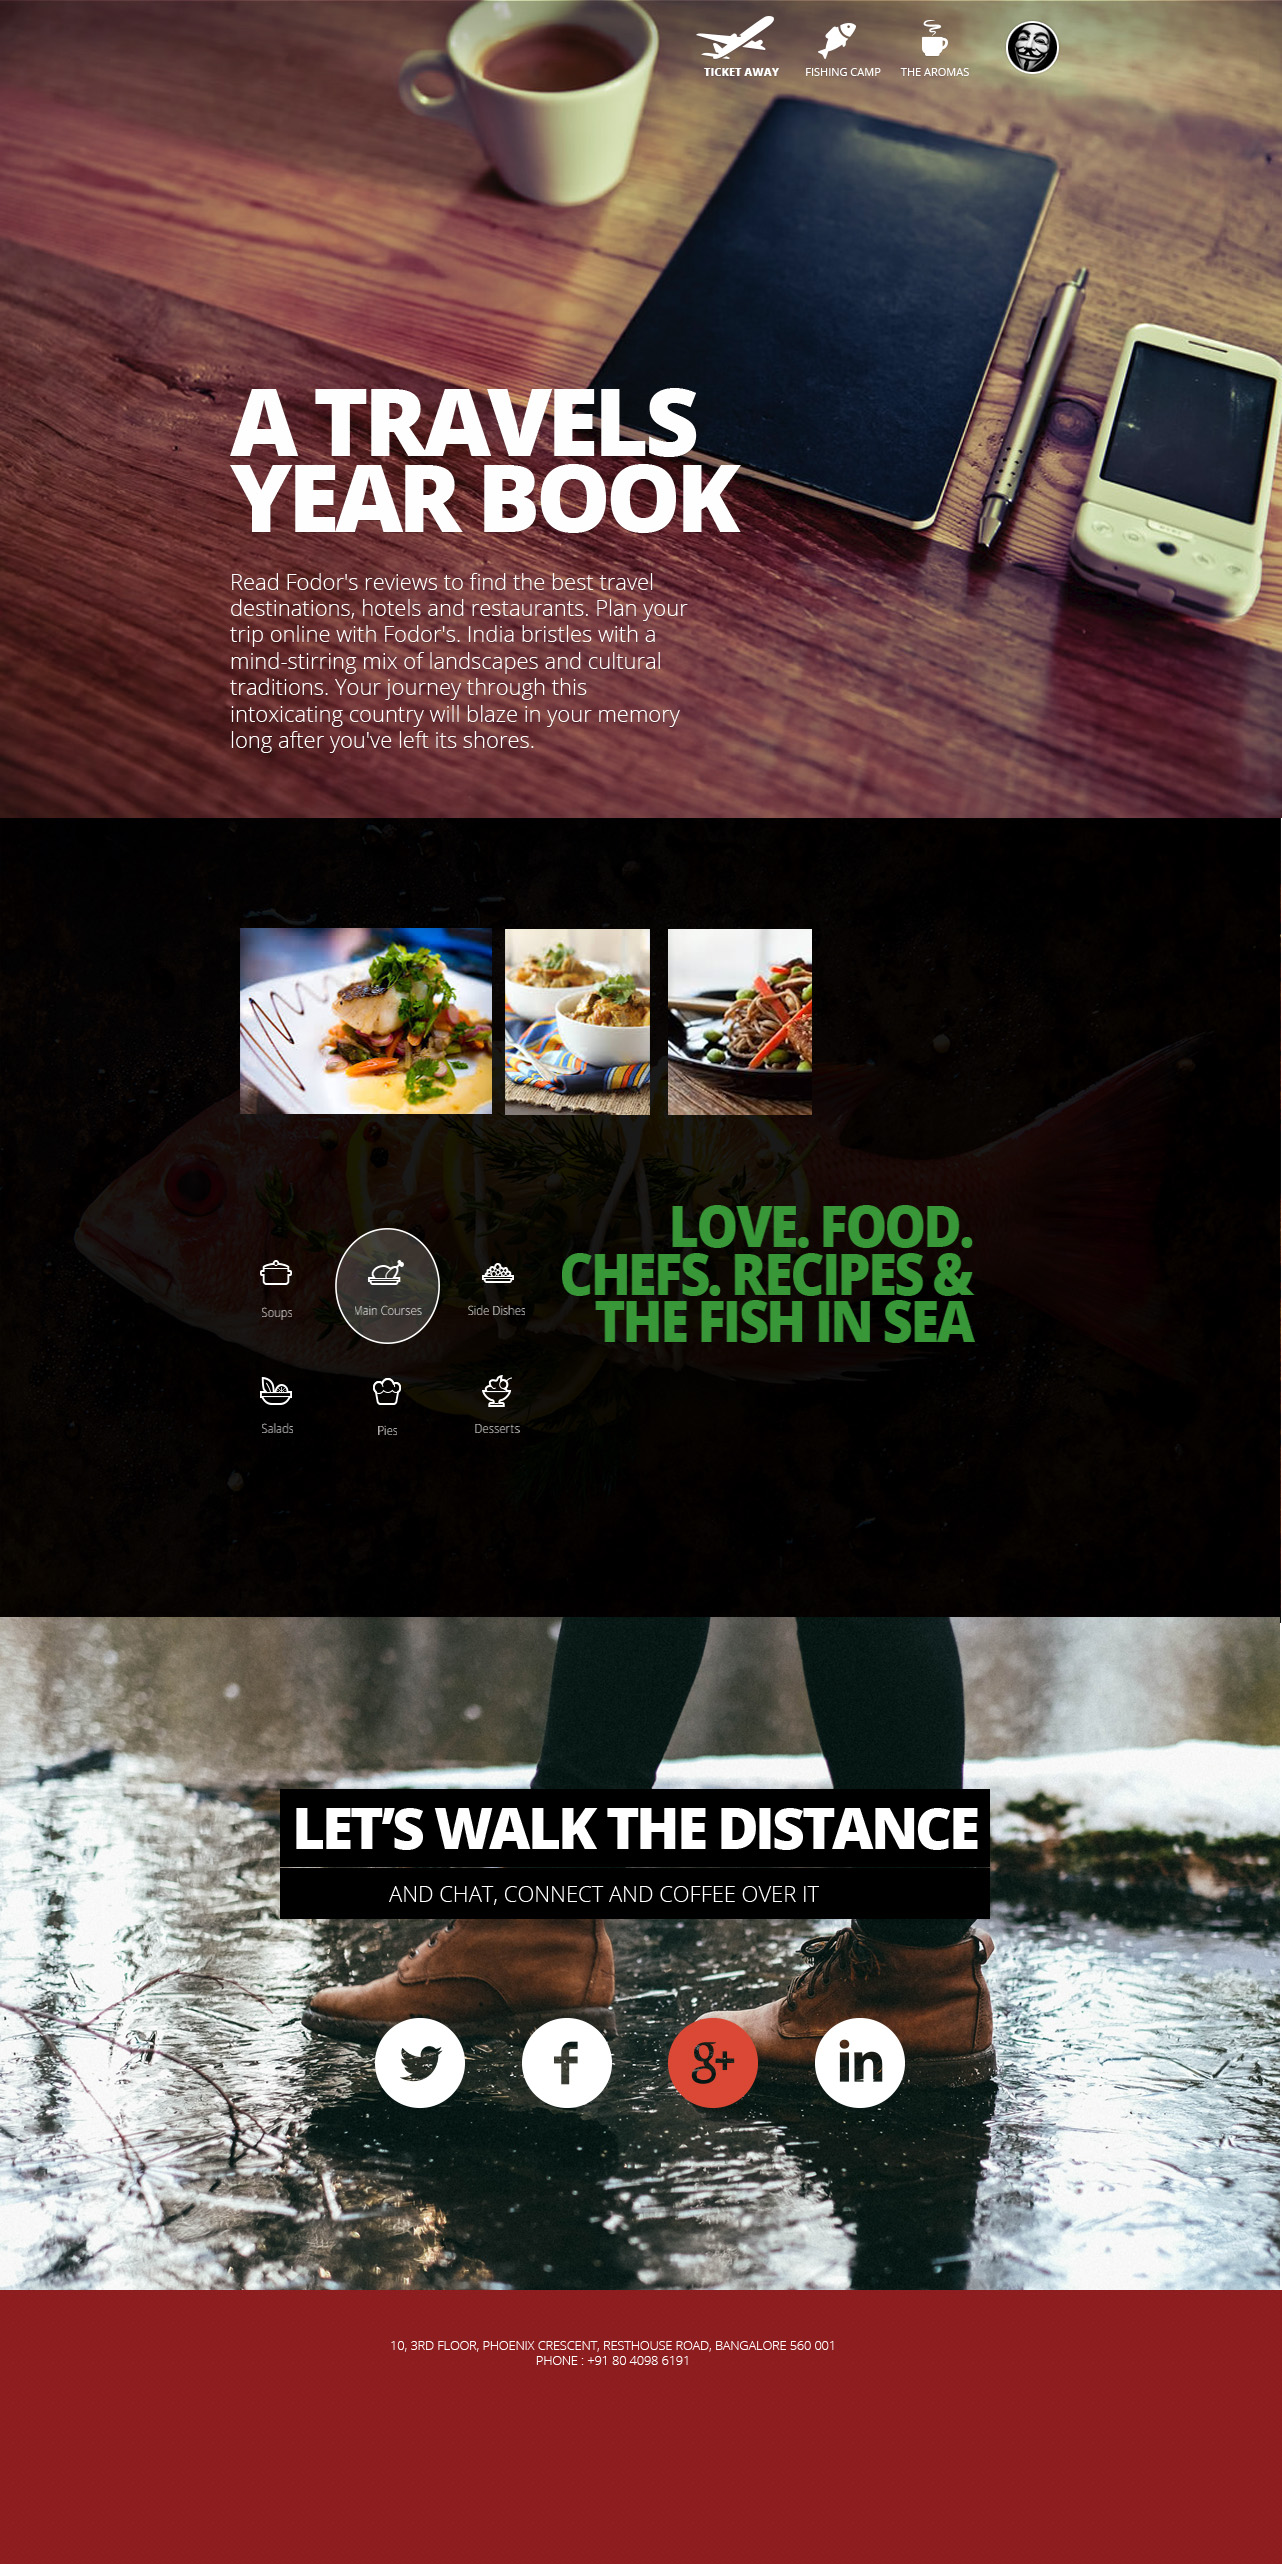 TICKET AWAY
FISHING CAMP
THE AROMAS
A TRAVELS
YEAR BOOK
Read Fodor's reviews to find the best travel
destinations, hotels and restaurants. Plan your
trip online with Fodor's. India bristles with a
mind-stirring mix of landscapes and cultural
traditions. Your journey through this
intoxicating country will blaze in your memory
long after you've left its shores.
LOVE. FOOD.
CHEFS. RECIPES &
THE FISH IN SEA
Soups
Main Courses
Side Dishes
Salads
Pies
Desserts
LET’S WALK THE DISTANCE
AND CHAT, CONNECT AND COFFEE OVER IT
f
g+
in
10, 3RD FLOOR, PHOENIX CRESCENT, RESTHOUSE ROAD, BANGALORE 560 001
PHONE : +91 80 4098 6191